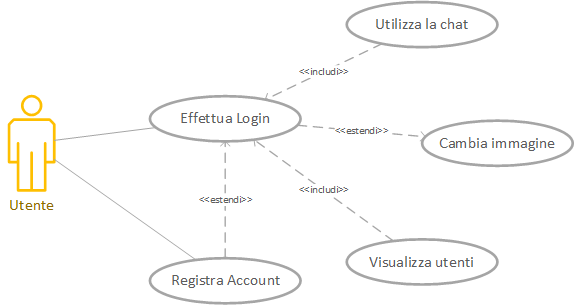 Utilizza la chat
<<includi>>
Effettua Login
<<estendi>>
Cambia immagine
Utente
<<estendi>>
<<includi>>
Registra Account
Visualizza utenti